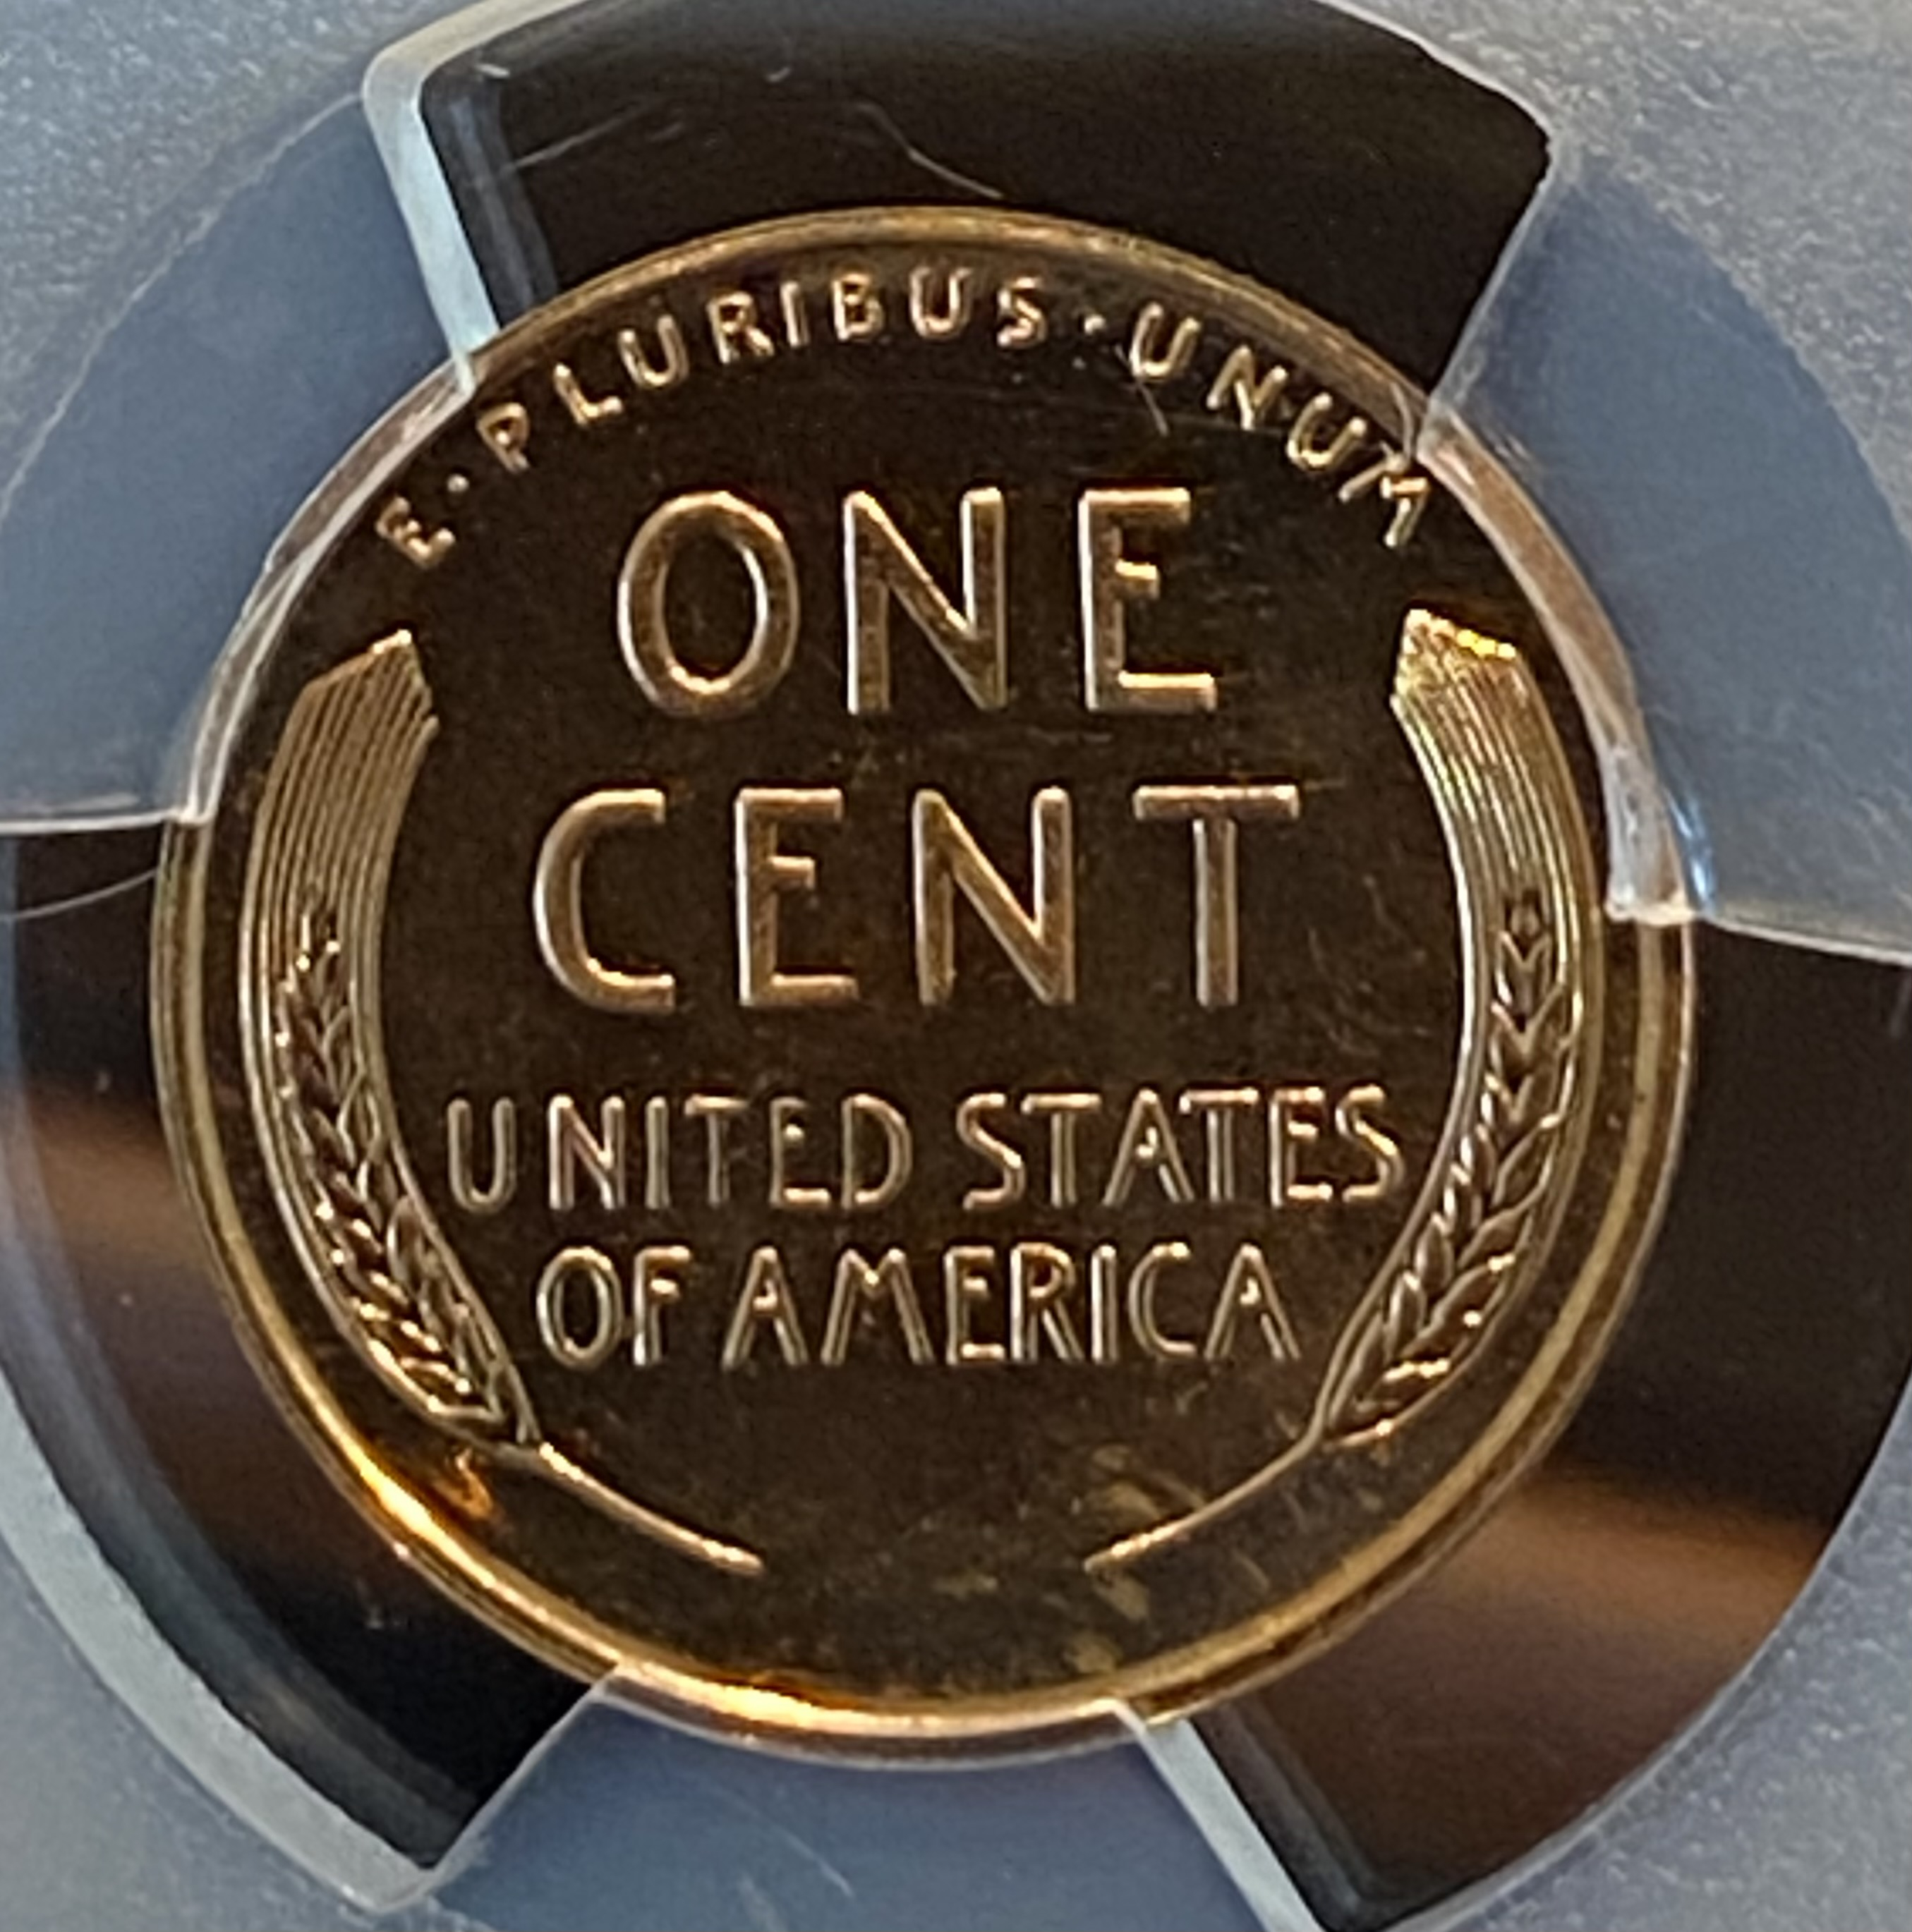 E·PLURIBUS·UNUM
ONE
CENT
UNITED STATES
OF AMERICA